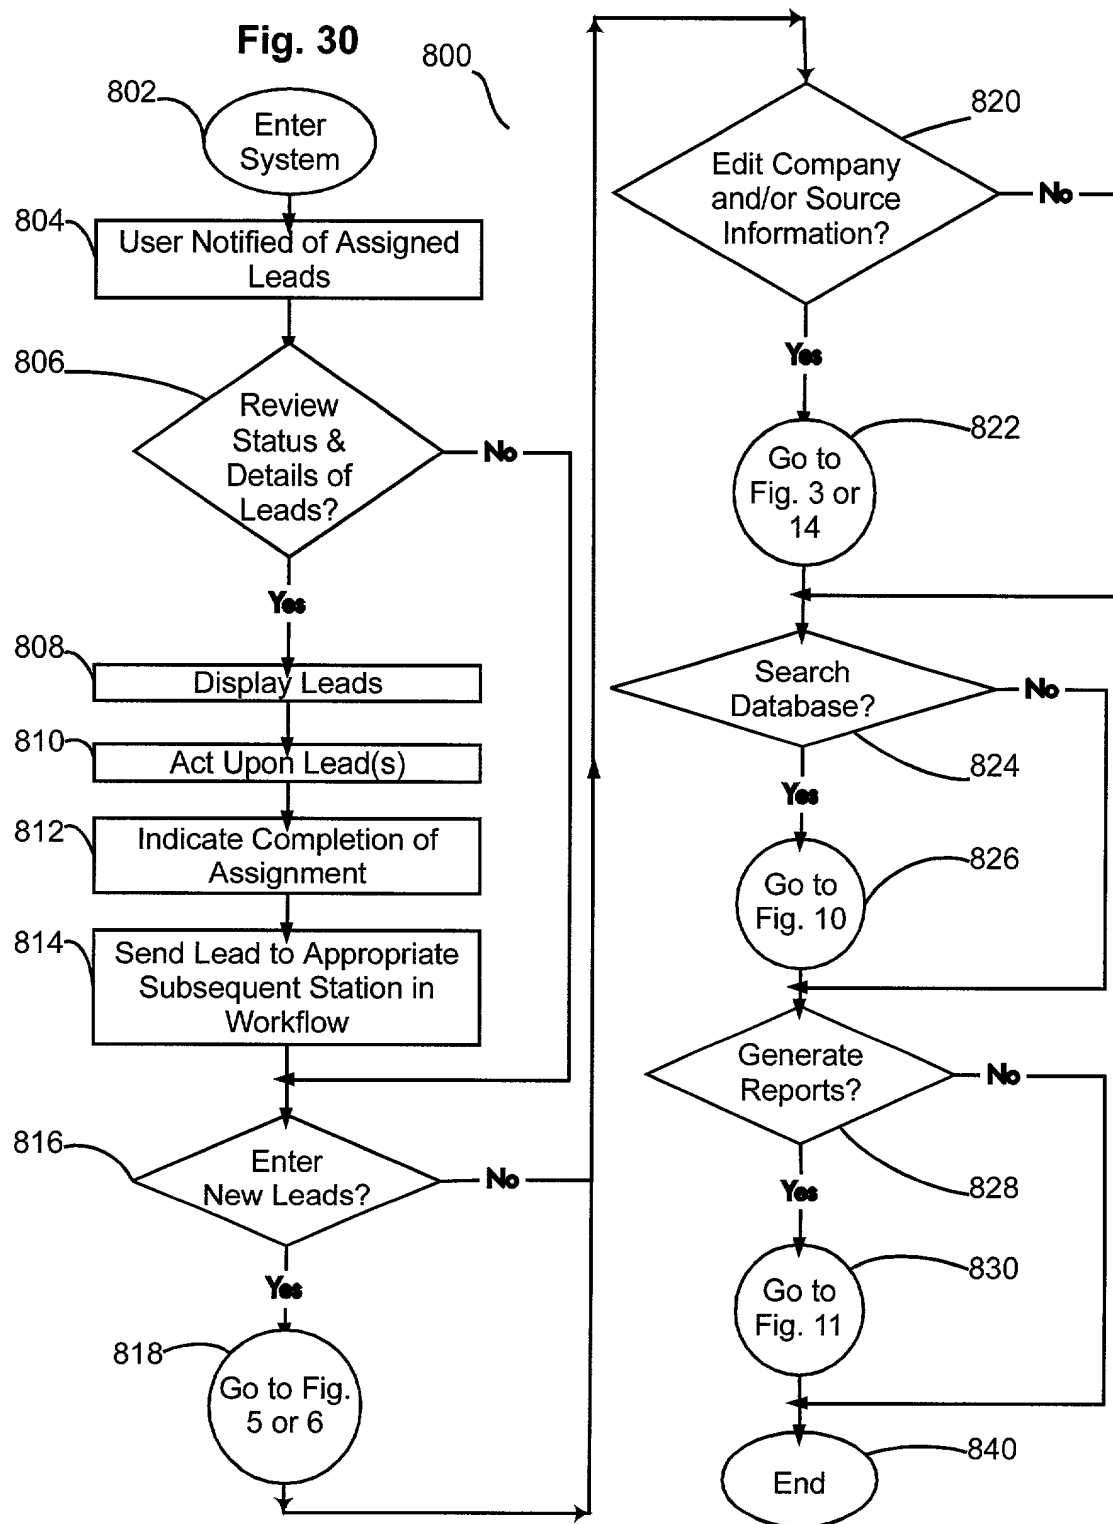 Fig. 30
800
802
Enter
System
804
User Notified of Assigned
Leads
806
Review
Status &
Details of
Leads?
No
Yes
808
Display Leads
810
Act Upon Lead(s)
812
Indicate Completion of
Assignment
814
Send Lead to Appropriate
Subsequent Station in
Workflow
816
Enter
New Leads?
No
Yes
818
Go to Fig.
5 or 6
820
Edit Company
and/or Source
Information?
No
Yes
822
Go to
Fig. 3 or
14
Search
Database?
No
824
Yes
826
Go to
Fig. 10
Generate
Reports?
No
828
Yes
830
Go to
Fig. 11
840
End